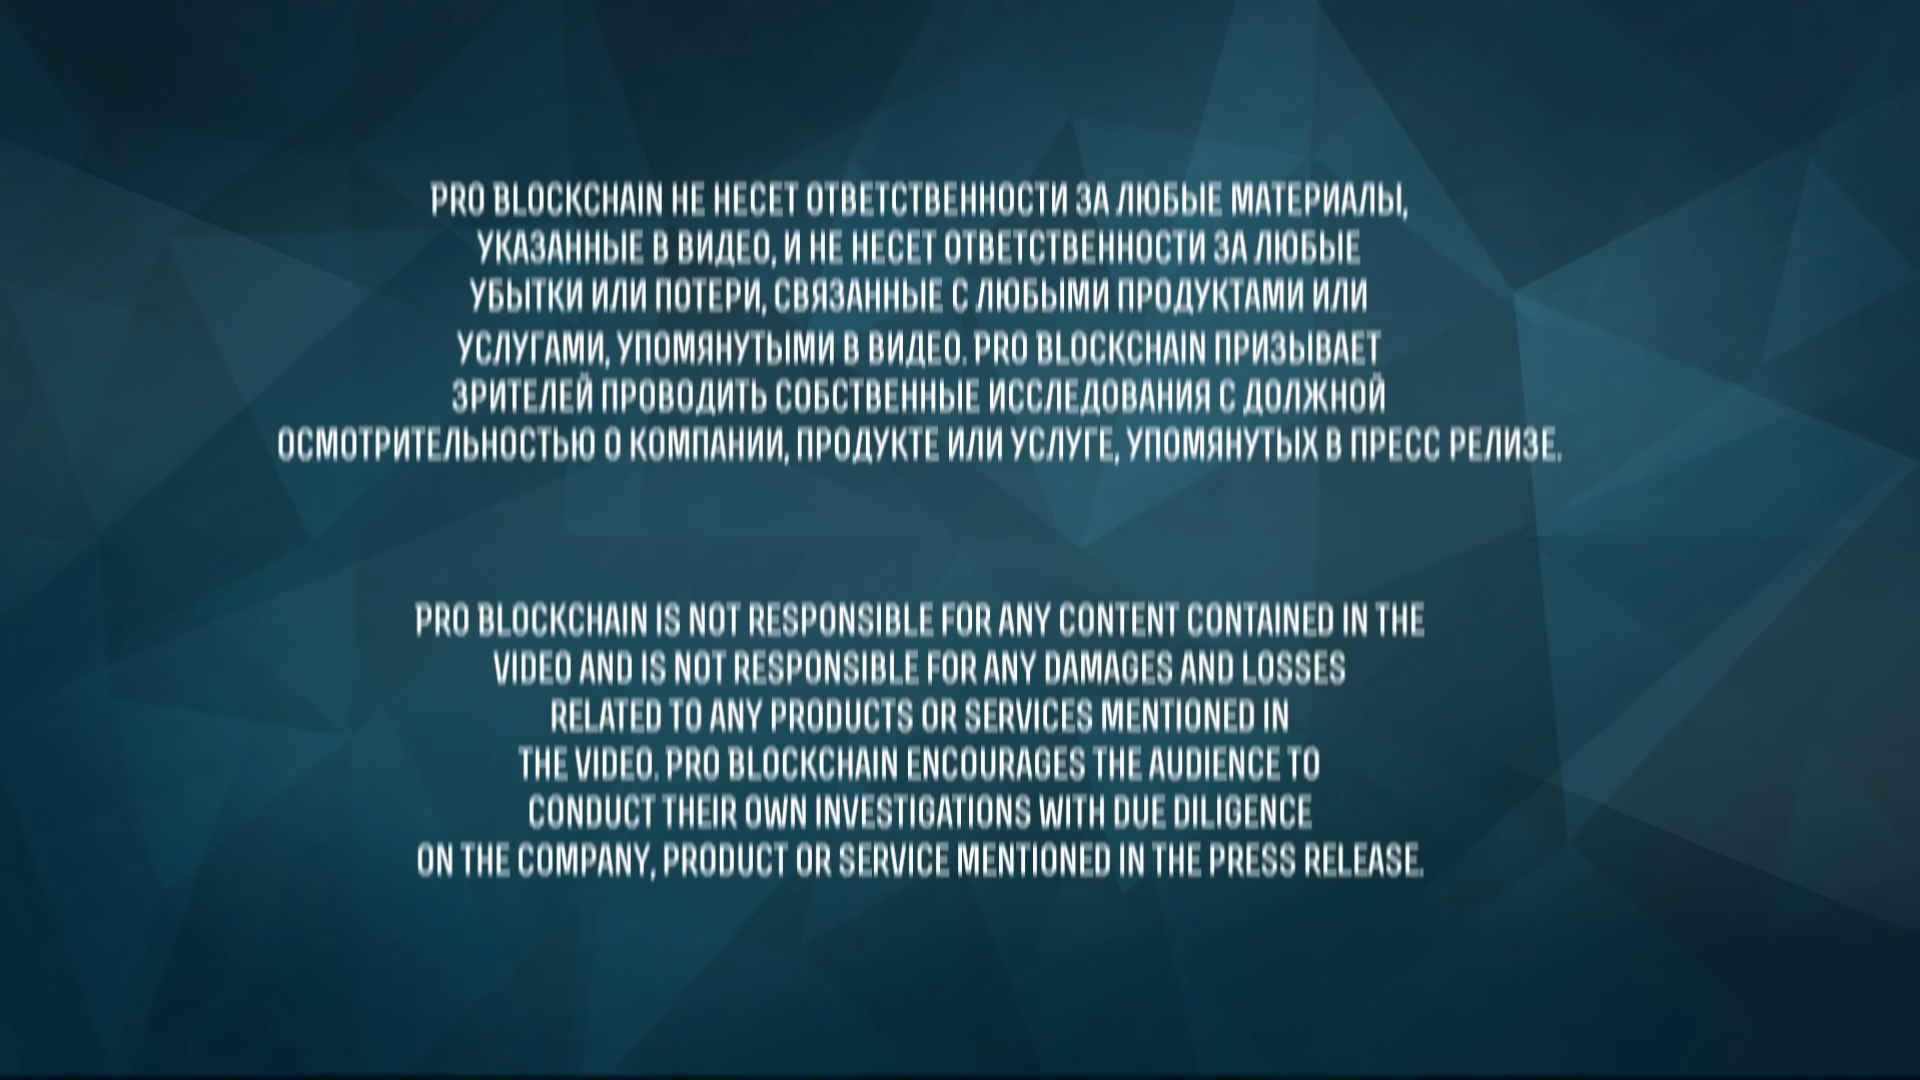 PRO BLOCKCHAIN НЕ НЕСЕТ ОТВЕТСТВЕННОСТИ ЗА ЛЮБЫЕ МАТЕРИАЛЫ,
УКАЗАННЫЕ В ВИДЕО, И НЕ НЕСЕТ ОТВЕТСТВЕННОСТИ ЗА ЛЮБЫЕ
УБЫТКИ ИЛИ ПОТЕРИ, СВЯЗАННЫЕ С ЛЮБЫМИ ПРОДУКТАМИ ИЛИ
УСЛУГАМИ, УПОМЯНУТЫМИ В ВИДЕО. PRO BLOCKCHAIN ПРИЗЫВАЕТ
ЗРИТЕЛЕЙ ПРОВОДИТЬ СОБСТВЕННЫЕ ИССЛЕДОВАНИЯ С ДОЛЖНОЙ
ОСМОТРИТЕЛЬНОСТЬЮ О КОМПАНИИ, ПРОДУКТЕ ИЛИ УСЛУГЕ, УПОМЯНУТЫХ В ПРЕСС РЕЛИЗЕ.
PRO BLOCKCHAIN IS NOT RESPONSIBLE FOR ANY CONTENT CONTAINED IN THE
VIDEO AND IS NOT RESPONSIBLE FOR ANY DAMAGES AND LOSSES
RELATED TO ANY PRODUCTS OR SERVICES MENTIONED IN
THE VIDEO. PRO BLOCKCHAIN ENCOURAGES THE AUDIENCE TO
CONDUCT THEIR OWN INVESTIGATIONS WITH DUE DILIGENCE
ON THE COMPANY, PRODUCT OR SERVICE MENTIONED IN THE PRESS RELEASE.